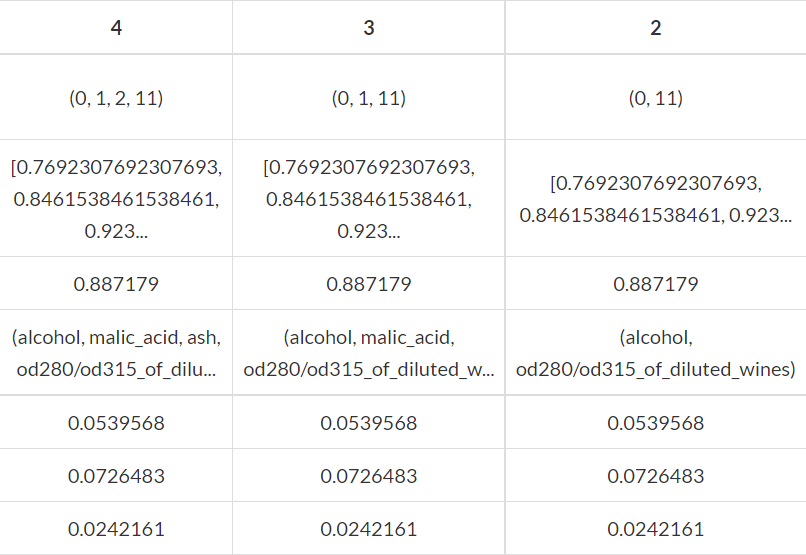 4 3 2
(0, 1, 2, 11) (0, 1, 11) (0, 11)
[0.7692307692307693, [0.7692307692307693, [0.7692307692307693,
0.8461538461538461, 0.8461538461538461, 0.8461538461538461, 0.923...
0.923... 0.923...
0.887179 0.887179 0.887179
(alcohol, malic_acid, ash, (alcohol, malic_acid, (alcohol,
od280/od315_of_dilu... od280/od315_of_diluted_w... od280/od315_of_diluted_wines)
0.0539568 0.0539568 0.0539568
0.0726483 0.0726483 0.0726483
0.0242161 0.0242161 0.0242161